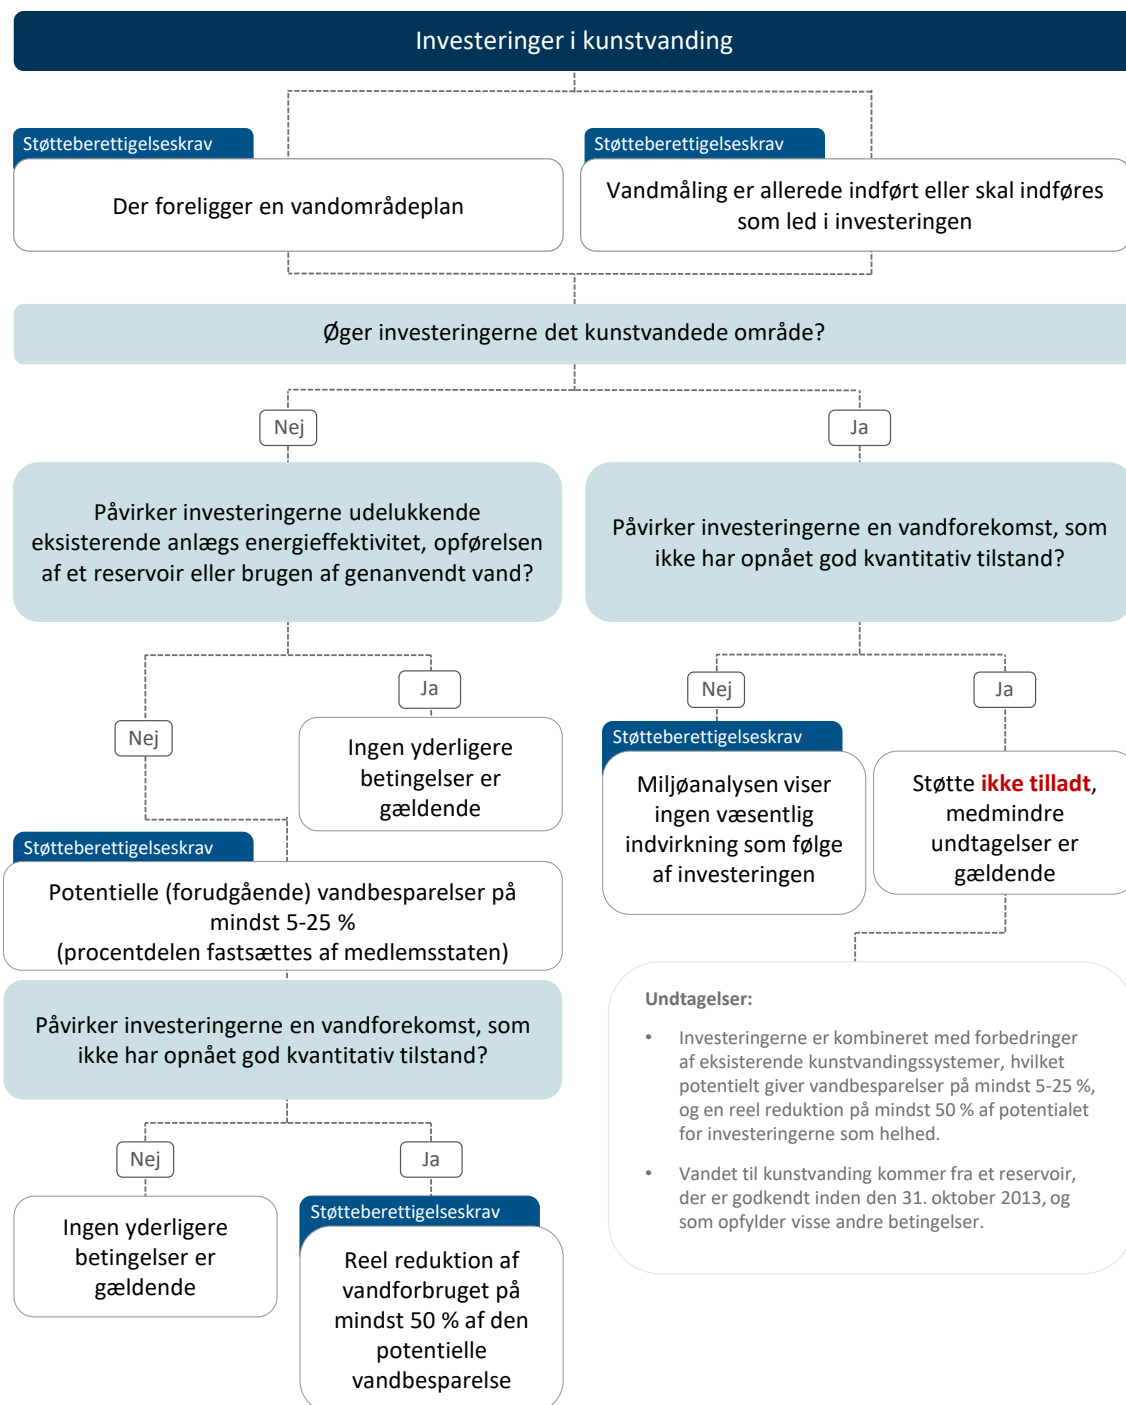 Investeringer i kunstvanding
Støtteberettigelseskrav
Der foreligger en vandområdeplan
Støtteberettigelseskrav
Vandmåling er allerede indført eller skal indføres
som led i investeringen
Øger investeringerne det kunstvandede område?
Nej
Ja
Påvirker investeringerne udelukkende
eksisterende anlægs energieffektivitet, opførelsen
af et reservoir eller brugen af genanvendt vand?
Påvirker investeringerne en vandforekomst, som
ikke har opnået god kvantitativ tilstand?
Nej
Ja
Ingen yderligere
betingelser er
gældende
Nej
Ja
Støtteberettigelseskrav
Miljøanalysen viser
ingen væsentlig
indvirkning som følge
af investeringen
Støtte ikke tilladt,
medmindre
undtagelser er
gældende
Støtteberettigelseskrav
Potentielle (forudgående) vandbesparelser på
mindst 5-25 %
(procentdelen fastsættes af medlemsstaten)
Påvirker investeringerne en vandforekomst, som
ikke har opnået god kvantitativ tilstand?
Nej
Ja
Ingen yderligere
betingelser er
gældende
Støtteberettigelseskrav
Reel reduktion af
vandforbruget på
mindst 50 % af den
potentielle
vandbesparelse
Undtagelser:
• Investeringerne er kombineret med forbedringer
af eksisterende kunstvandingssystemer, hvilket
potentielt giver vandbesparelser på mindst 5-25 %,
og en reel reduktion på mindst 50 % af potentialet
for investeringerne som helhed.
• Vandet til kunstvanding kommer fra et reservoir,
der er godkendt inden den 31. oktober 2013, og
som opfylder visse andre betingelser.